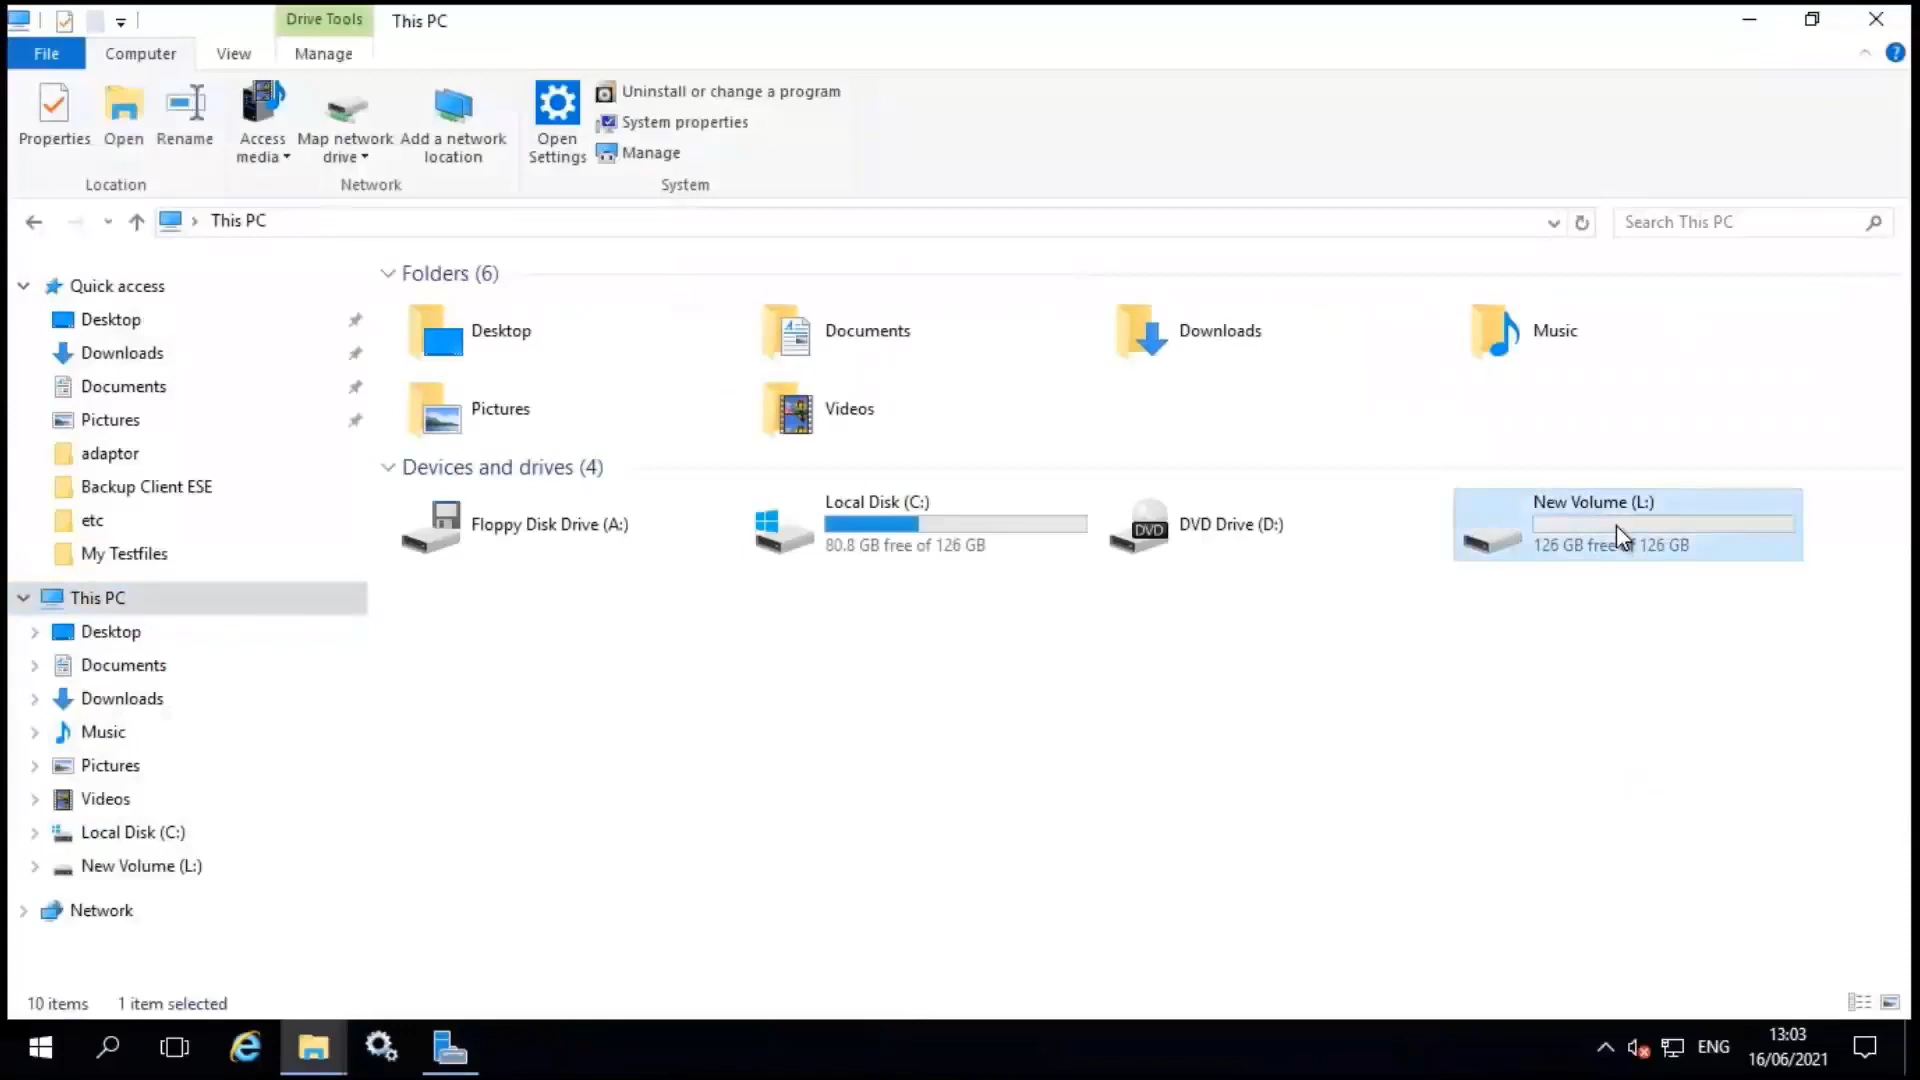 Drive Tools
This PC
File
Computer
View
Manage
Properties
Open
Rename
Access media
Map network drive
Add a network location
Open Settings
Uninstall or change a program
System properties
Manage
Location
Network
System
This PC
Search This PC
Quick access
Desktop
Downloads
Documents
Pictures
adaptor
Backup Client ESE
etc
My Testfiles
This PC
Desktop
Documents
Downloads
Music
Pictures
Videos
Local Disk (C:)
New Volume (L:)
Network
Folders (6)
Desktop
Documents
Downloads
Music
Pictures
Videos
Devices and drives (4)
Floppy Disk Drive (A:)
Local Disk (C:)
80.8 GB free of 126 GB
DVD
DVD Drive (D:)
New Volume (L:)
126 GB free of 126 GB
10 items
1 item selected
ENG
13:03
16/06/2021